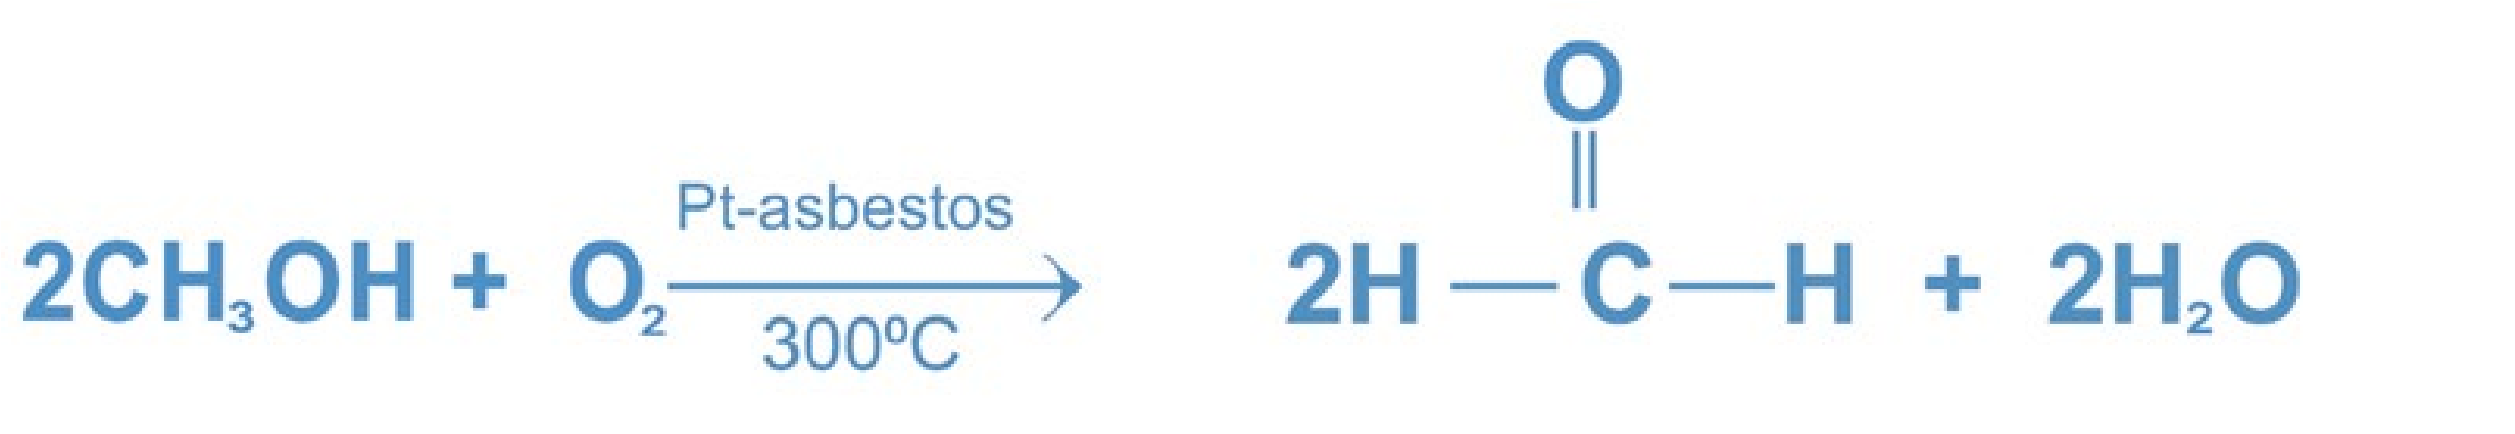 O
Pt-asbestos
2CH₃OH + O₂ 2H C H + 2H₂O
300ºC